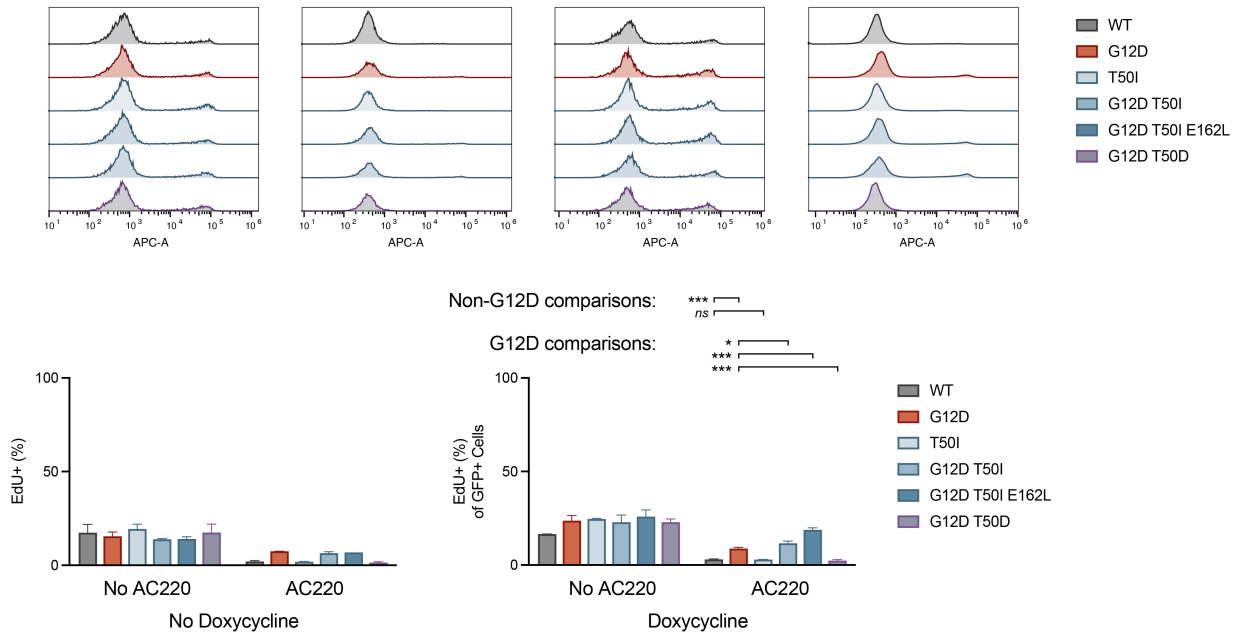 WT
G12D
T50I
G12D T50I
G12D T50I E162L
G12D T50D
10 1 10 2 10 3 10 4 10 5 10 6
10 1 10 2 10 3 10 4 10 5 10 6
10 1 10 2 10 3 10 4 10 5 10 6
10 1 10 2 10 3 10 4 10 5 10 6
APC-A APC-A APC-A APC-A
Non-G12D comparisons: ***
ns
G12D comparisons: *
***
***
100
50
0
EdU+ (%)
No AC220 AC220
No Doxycycline
100
50
0
EdU+ (%)
of GFP+ Cells
No AC220 AC220
Doxycycline
WT
G12D
T50I
G12D T50I
G12D T50I E162L
G12D T50D